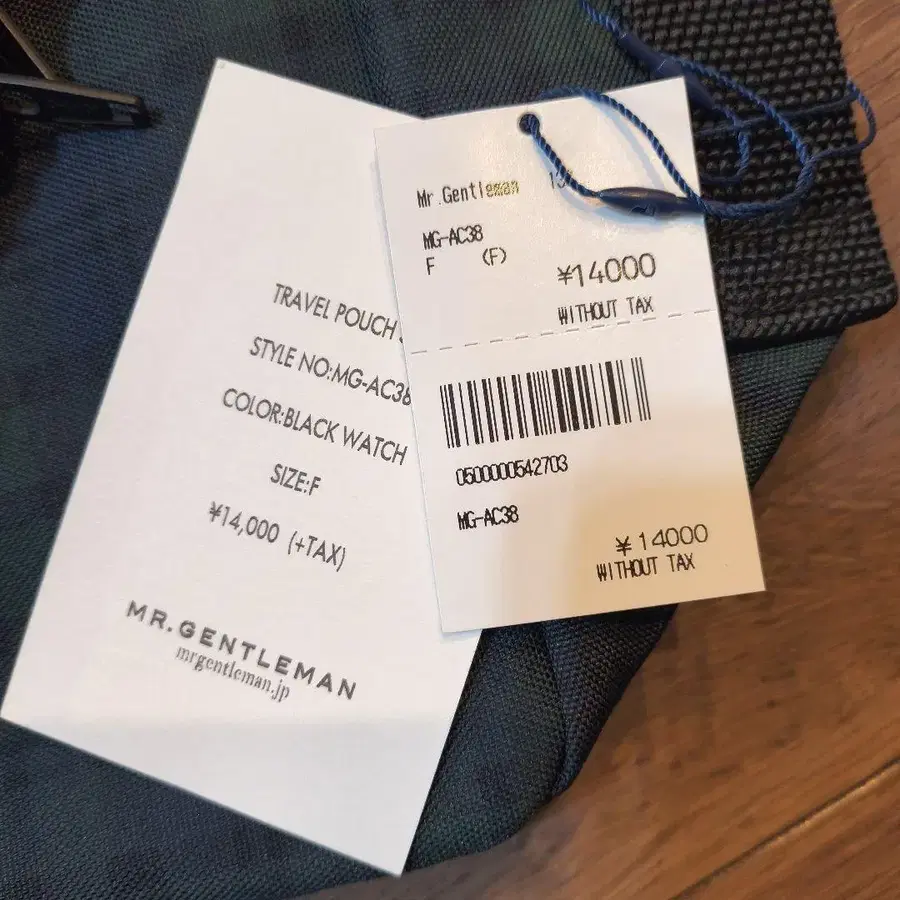 TRAVEL POUCH
STYLE NO:MG-AC38
COLOR:BLACK WATCH
SIZE:F
¥14,000 (+TAX)
MR.GENTLEMAN
mrgentleman.jp
Mr.Gentleman
MG-AC38
F (F)
¥14000
WITHOUT TAX
0500000542703
MG-AC38
¥14000
WITHOUT TAX